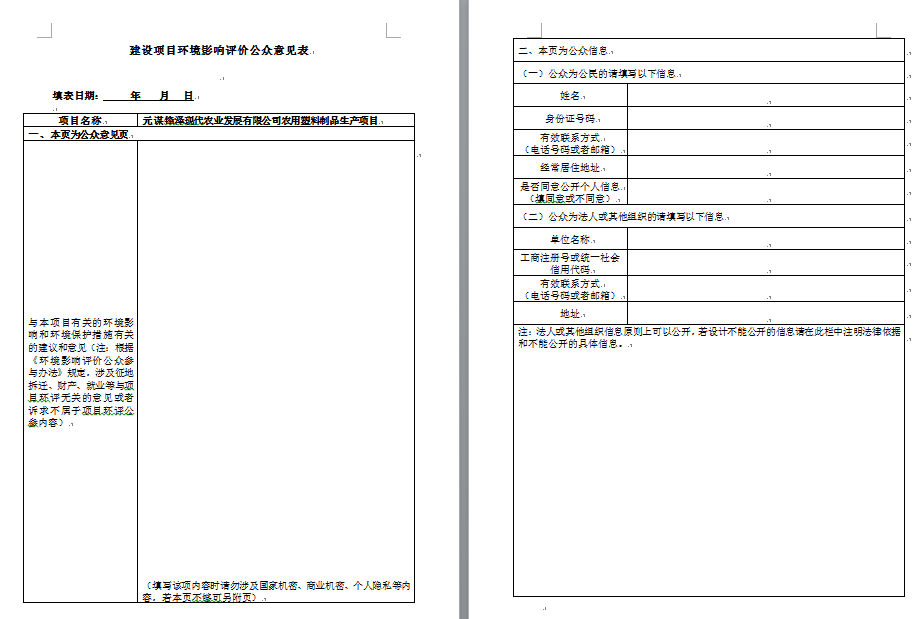 建设项目环境影响评价公众意见表
填表日期： 年 月 日
项目名称
元谋绦漾现代农业发展有限公司农用塑料制品生产项目
一、本页为公众意见页
与本项目有关的环境影
响和环境保护措施有关
的建议和意见（注：根据
《环境影响评价公众参
与办法》规定，涉及征地
拆迁、财产、就业等与项
目环评无关的意见或者
诉求不属于项目环评公
参内容）
（填写该项内容时请勿涉及国家机密、商业机密、个人隐私等内
容，若本页不够可另附页）
二、本页为公众信息
（一）公众为公民的请填写以下信息
姓名
身份证号码
有效联系方式
（电话号码或者邮箱）
经常居住地址
是否同意公开个人信息
（填同意或不同意）
（二）公众为法人或其他组织的请填写以下信息
单位名称
工商注册号或统一社会
信用代码
有效联系方式
（电话号码或者邮箱）
地址
注：法人或其他组织信息原则上可以公开，若设计不能公开的信息请在此栏中注明法律依据
和不能公开的具体信息。